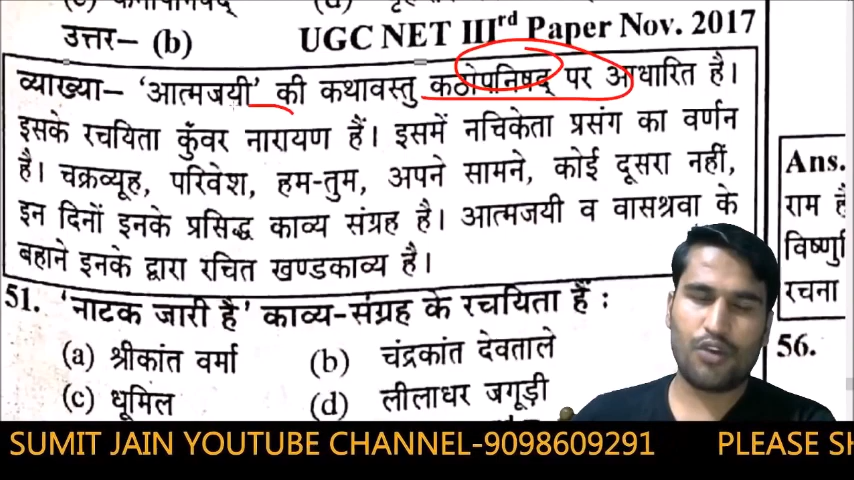 उत्तर– (b)
UGC NET IIIrd Paper Nov. 2017
व्याख्या– 'आत्मजयी' की कथावस्तु कठोपनिषद् पर आधारित है।
इसके रचयिता कुँवर नारायण हैं। इसमें नचिकेता प्रसंग का वर्णन
है। चक्रव्यूह, परिवेश, हम-तुम, अपने सामने, कोई दूसरा नहीं,
इन दिनों इनके प्रसिद्ध काव्य संग्रह है। आत्मजयी व वासश्रवा के
बहाने इनके द्वारा रचित खण्डकाव्य है।
51. 'नाटक जारी है' काव्य-संग्रह के रचयिता हैं :
(a) श्रीकांत वर्मा (b) चंद्रकांत देवताले
(c) धूमिल (d) लीलाधर जगूड़ी
Ans.
राम
रचना
56.
SUMIT JAIN YOUTUBE CHANNEL-9098609291 PLEASE SH